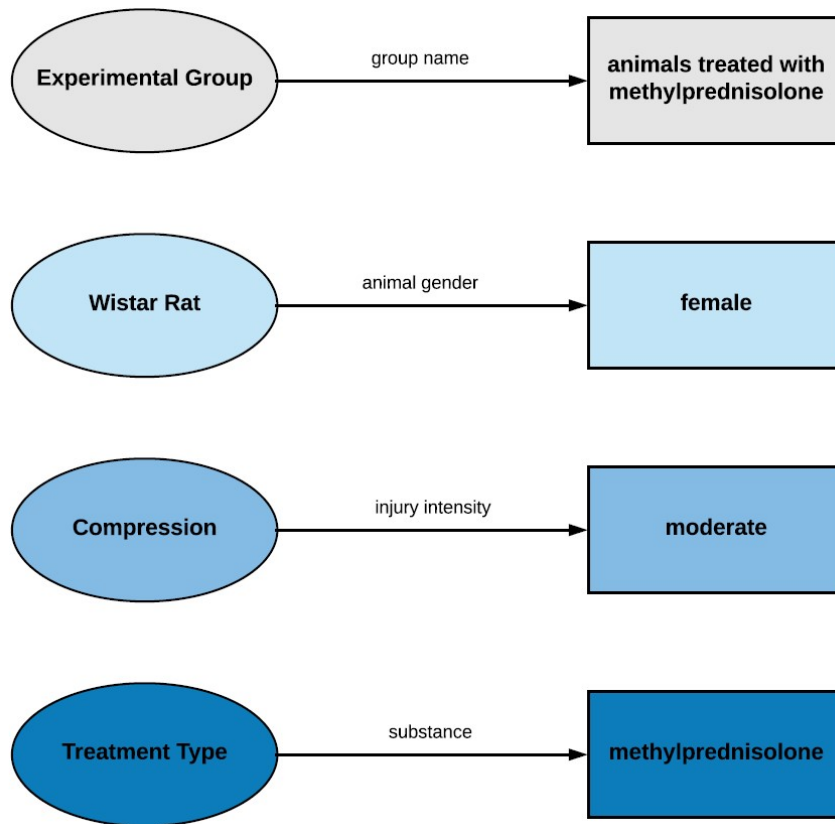 Experimental Group
group name
animals treated with
methylprednisolone
Wistar Rat
animal gender
female
Compression
injury intensity
moderate
Treatment Type
substance
methylprednisolone